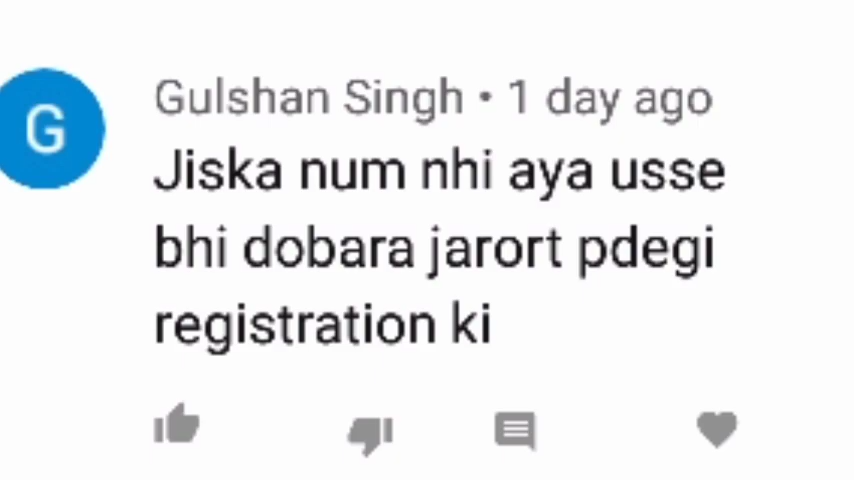 G
Gulshan Singh • 1 day ago
Jiska num nhi aya usse
bhi dobara jarort pdegi
registration ki